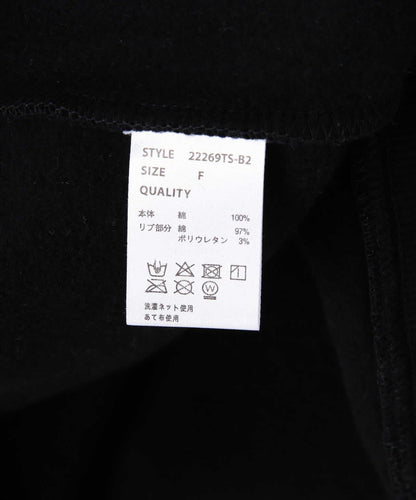 STYLE 22269TS-B2
SIZE F
QUALITY
本体 綿 100%
リブ部分 綿 97%
ポリウレタン 3%
W
洗濯ネット使用
あて布使用